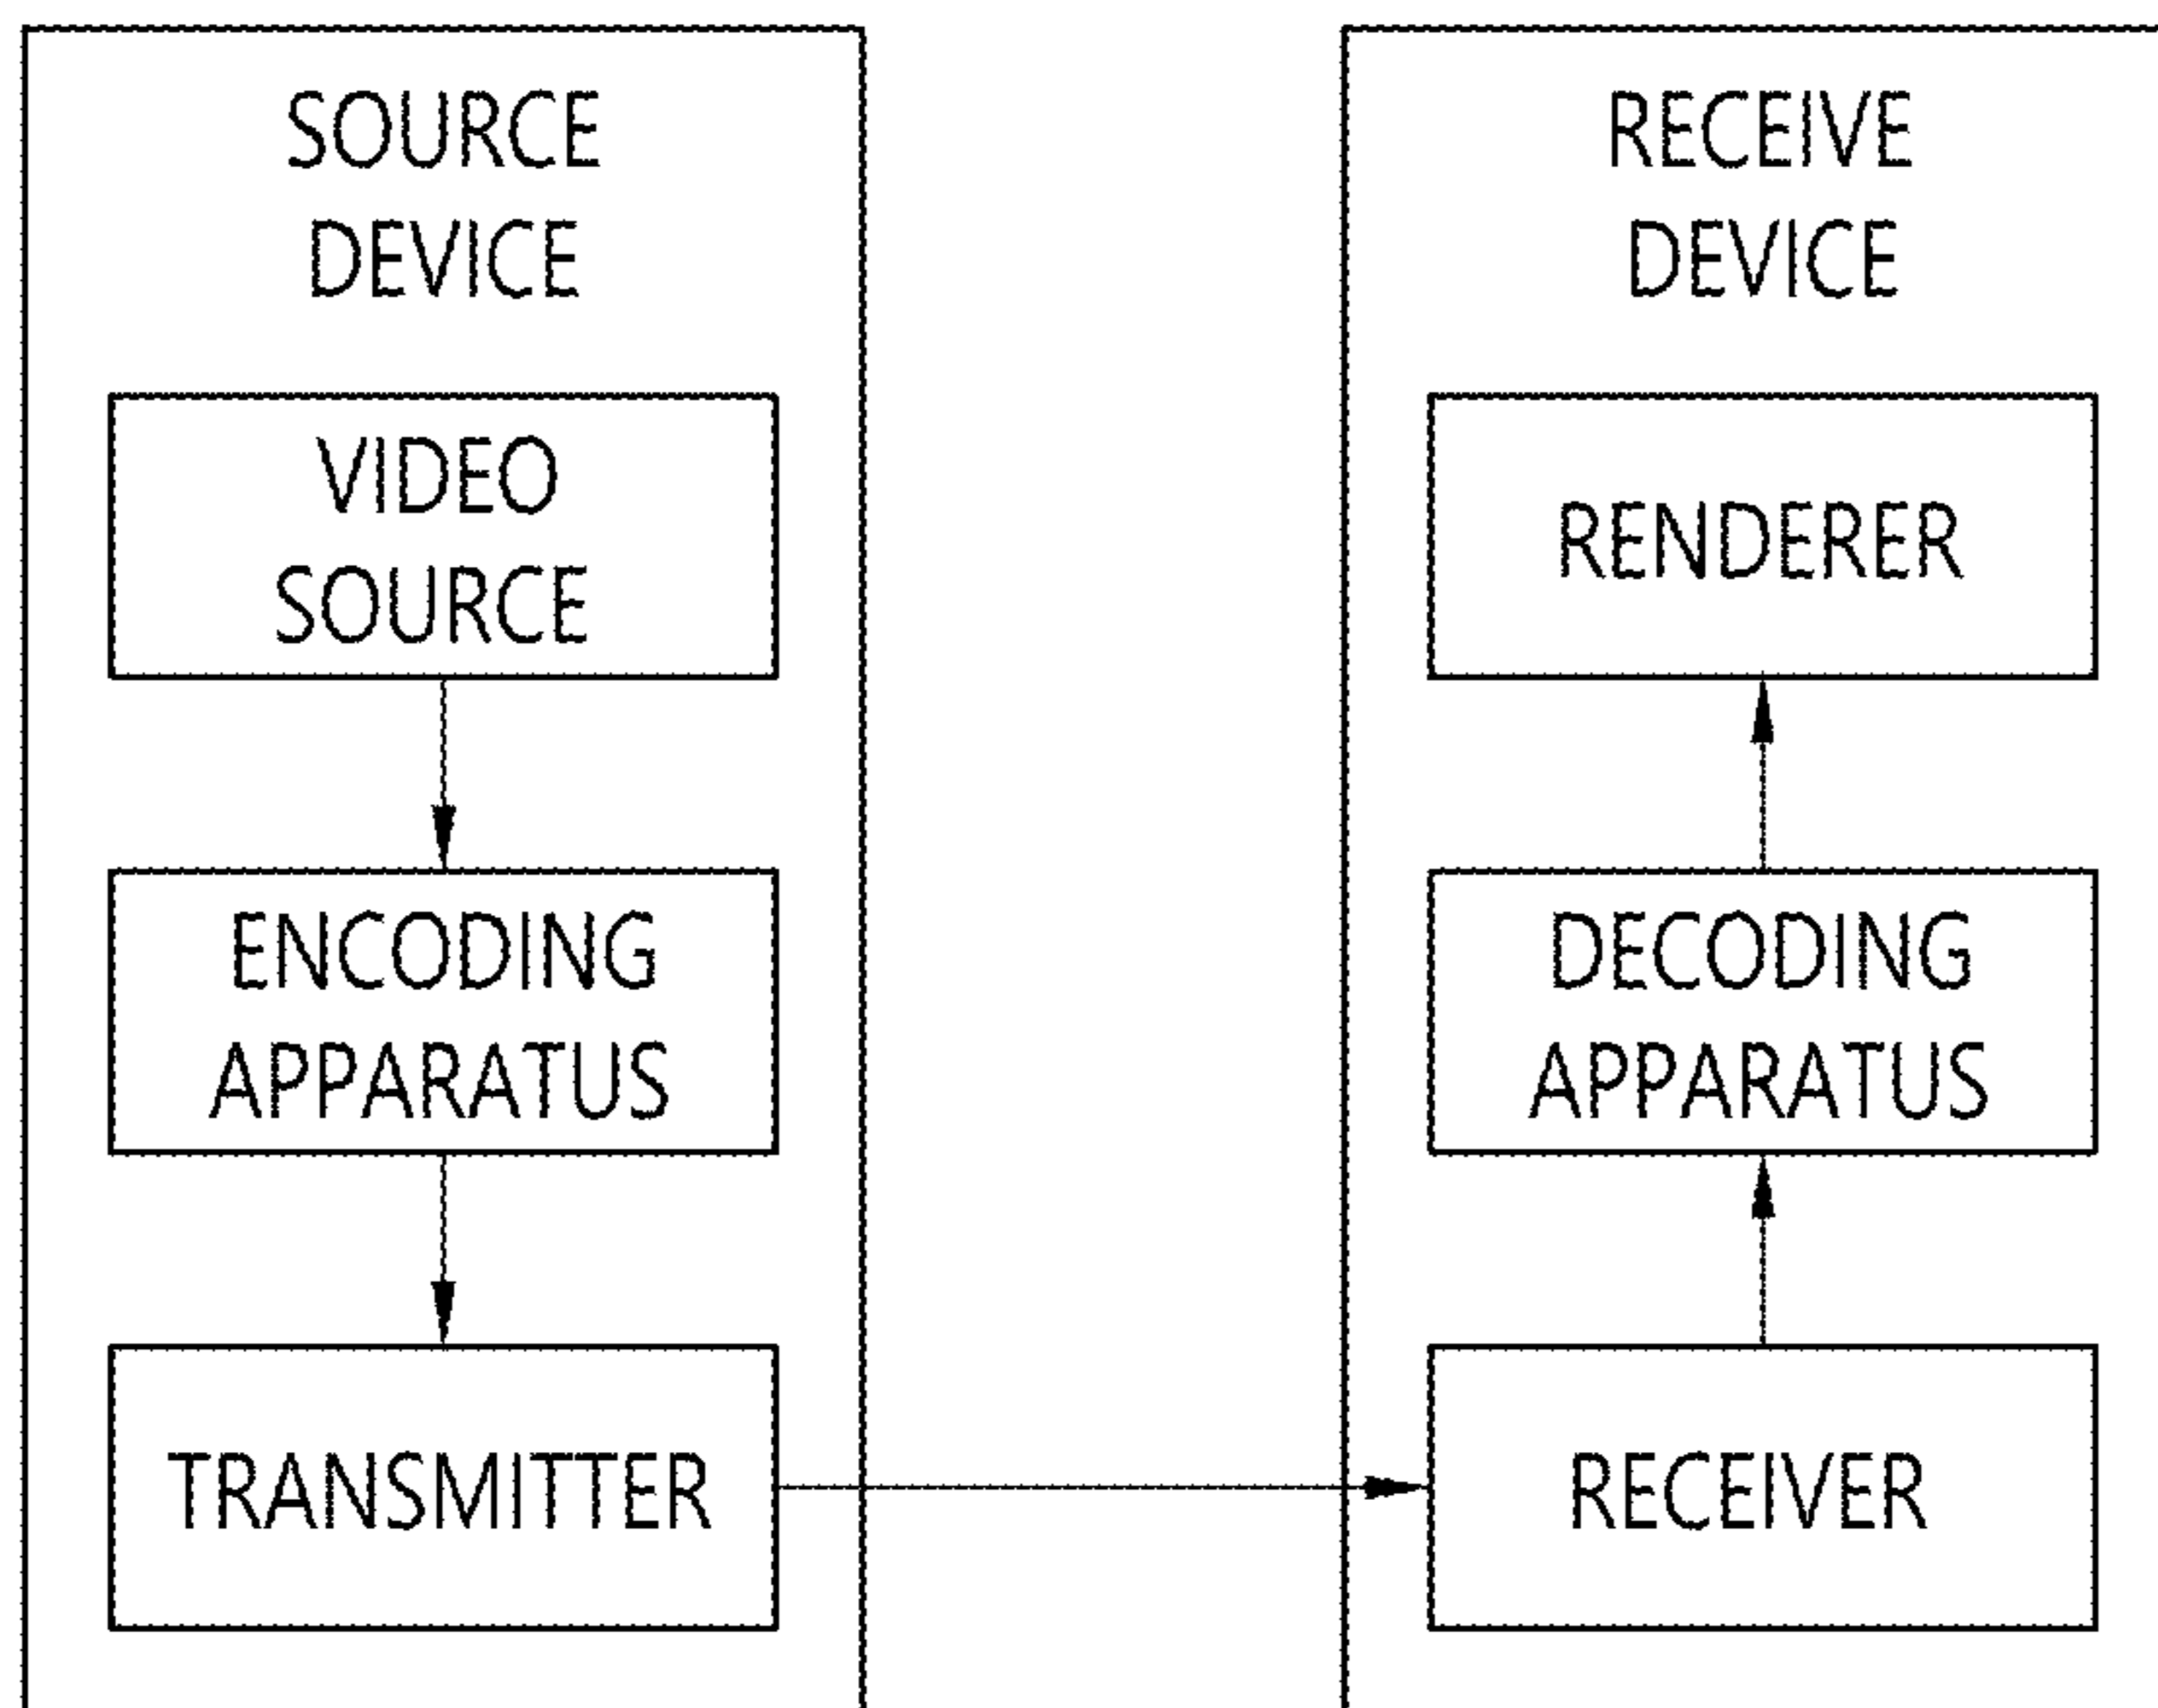 SOURCE
DEVICE
VIDEO
SOURCE
ENCODING
APPARATUS
TRANSMITTER
RECEIVE
DEVICE
RENDERER
DECODING
APPARATUS
RECEIVER